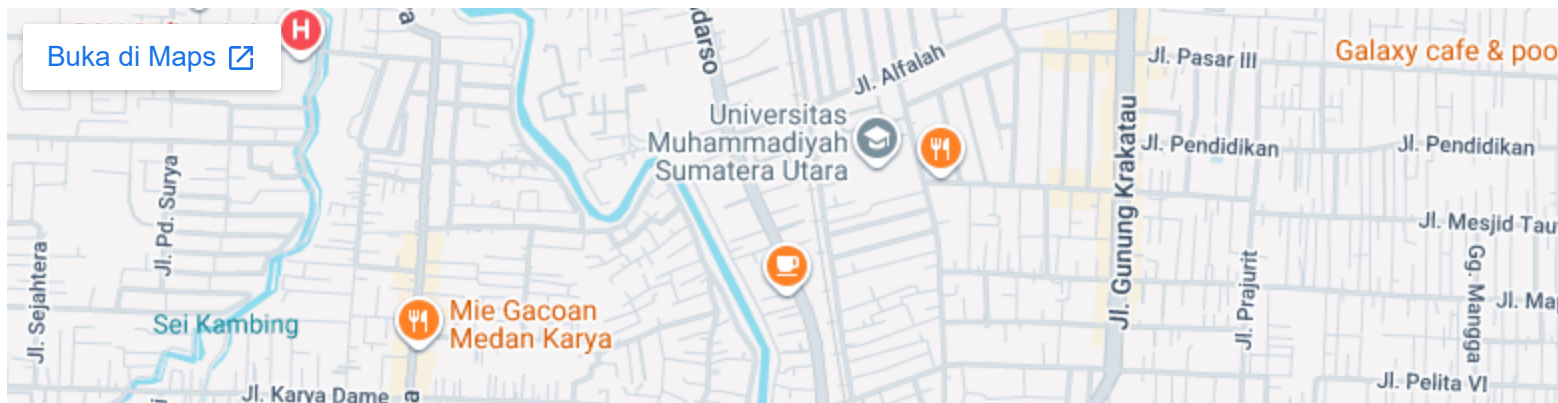 Buka di Maps
H
darso
Jl. Alfalah
Jl. Pasar III
Galaxy cafe & poo
Universitas
Muhammadiyah
Sumatera Utara
Jl. Gunung Krakatau
Jl. Pendidikan
Jl. Pendidikan
Jl. Pd. Surya
Jl. Mesjid Tau
Jl. Sejahtera
Jl. Prajurit
Gg. Mangga
Jl. Ma
Mie Gacoan
Medan Karya
Sei Kambing
Jl. Karya Dame
a
a
Jl. Pelita VI